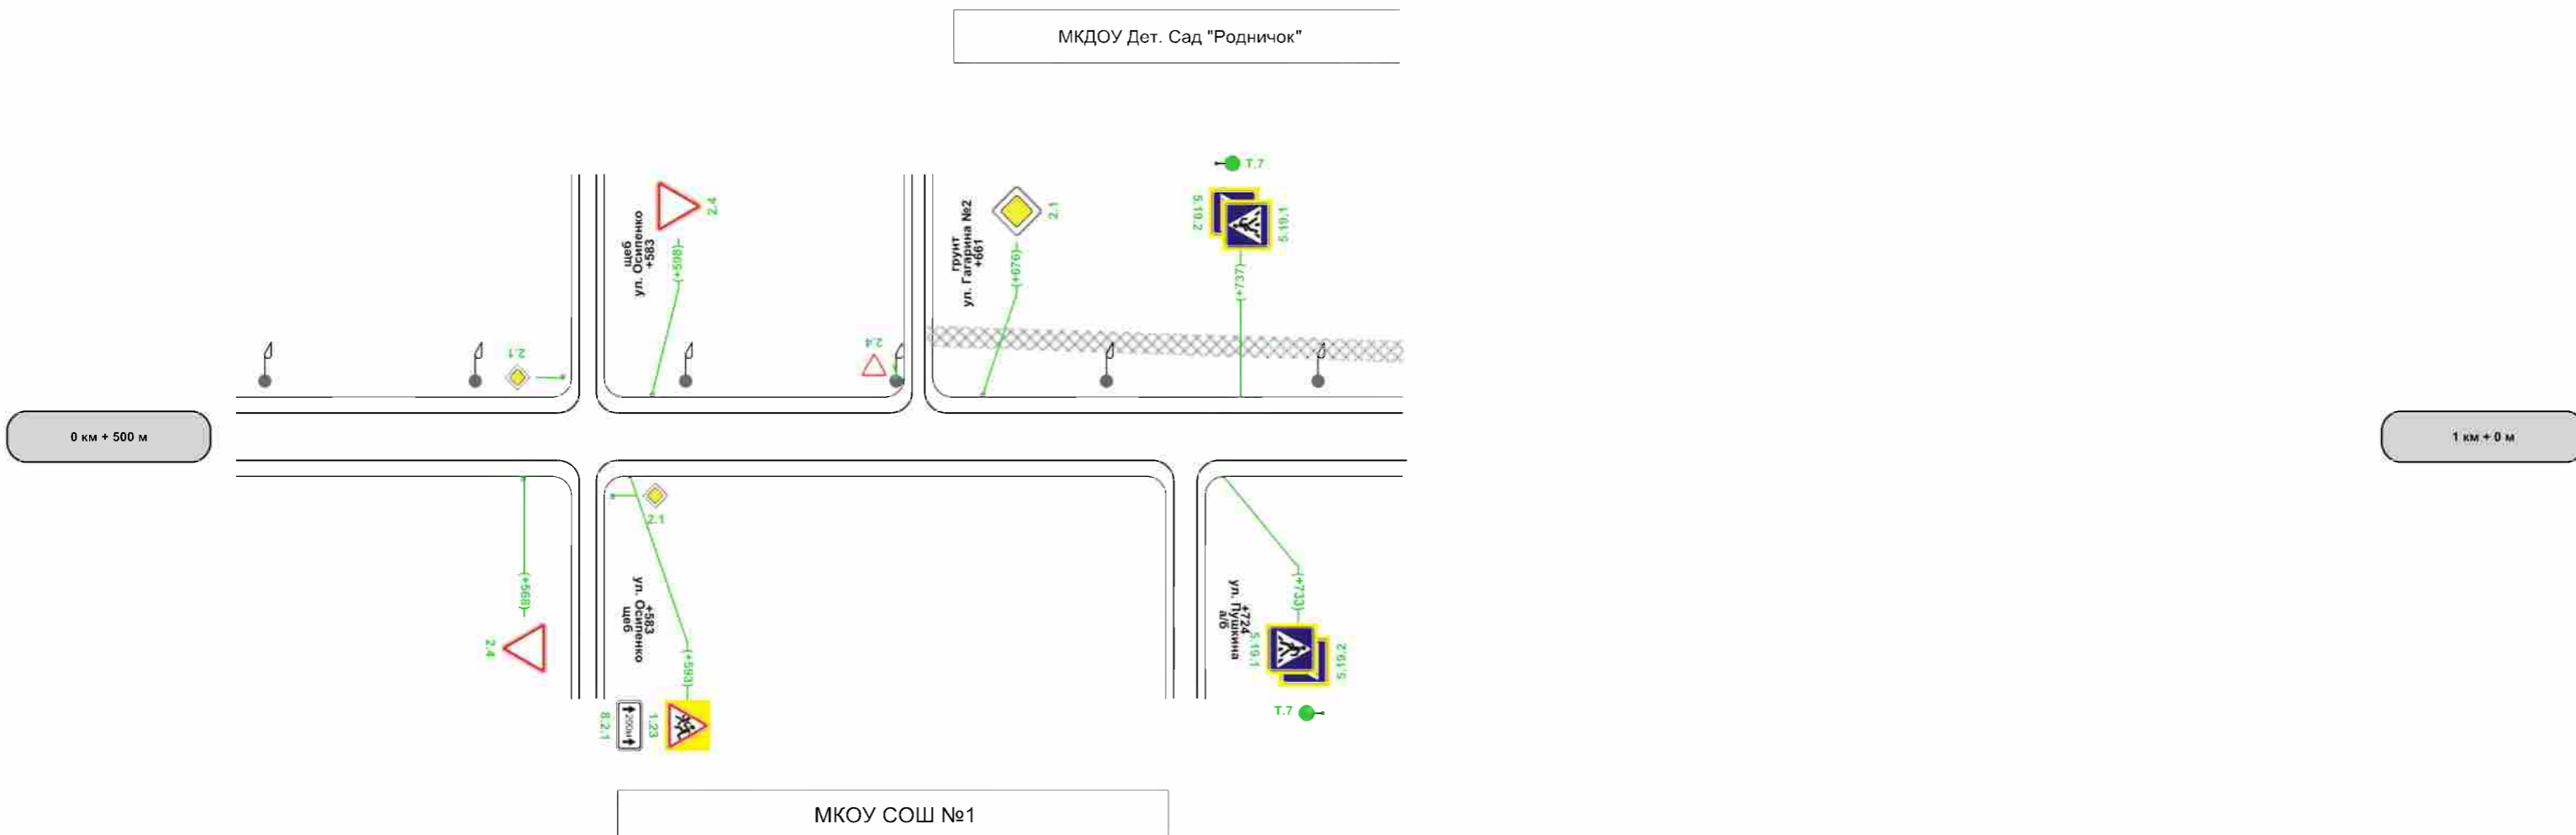 МКДОУ Дет. Сад "Родничок"
Т.7
2.4
щеб
ул. Осипенко
+583
(+598)
грунт
ул. Гагарина №2
+661
2.1
(+676)
5.19.2
5.19.1
(+737)
2.1
2.4
0 км + 500 м
1 км + 0 м
2.1
(+568)
2.4
+583
ул. Осипенко
щеб
(+593)
8.2.1
200м
1.23
+724
ул. Пушкина
а/б
(+733)
5.19.1
5.19.2
Т.7
МКОУ СОШ №1